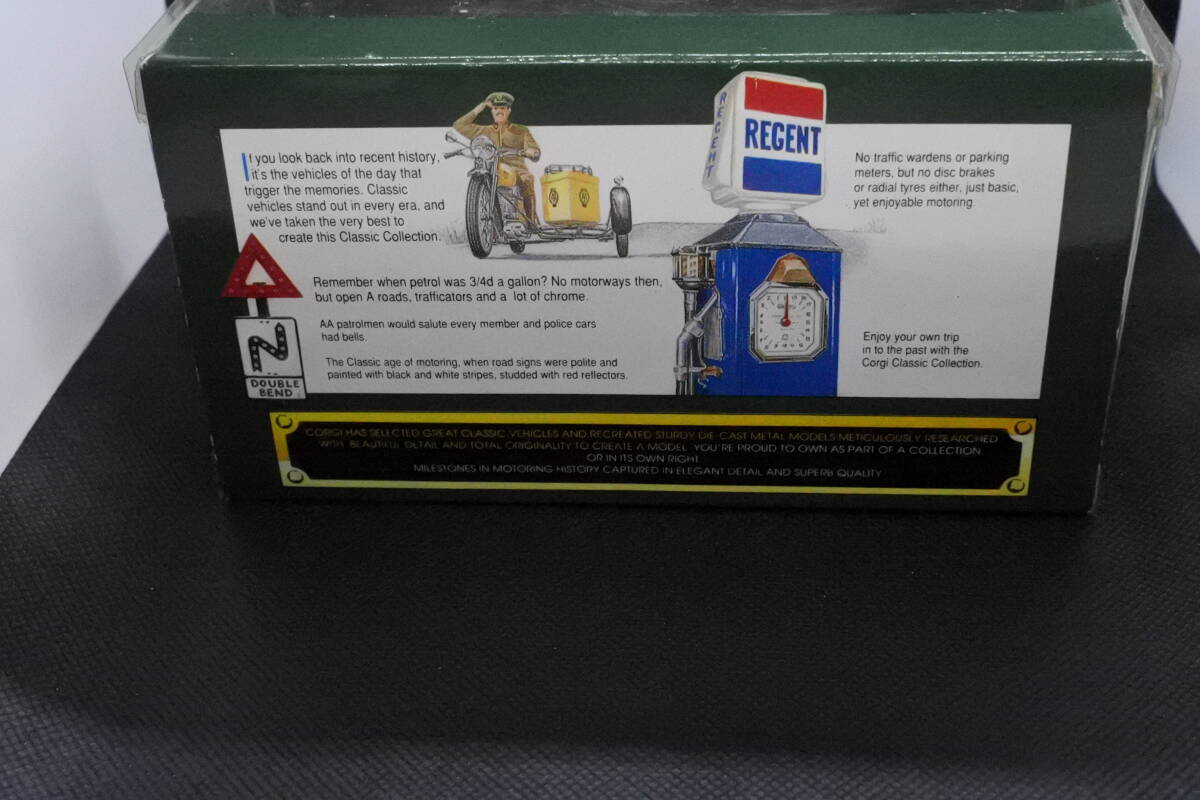 If you look back into recent history,
it's the vehicles of the day that
trigger the memories. Classic
vehicles stand out in every era, and
we've taken the very best to
create this Classic Collection.
REGENT
REGENT
No traffic wardens or parking
meters, but no disc brakes
or radial tyres either, just basic,
yet enjoyable motoring.
Remember when petrol was 3/4d a gallon? No motorways then,
but open A roads, trafficators and a lot of chrome.
AA patrolmen would salute every member and police cars
had bells.
The Classic age of motoring, when road signs were polite and
painted with black and white stripes, studded with red reflectors.
DOUBLE
BEND
Enjoy your own trip
in to the past with the
Corgi Classic Collection.
CORGI HAS SELECTED GREAT CLASSIC VEHICLES AND RECREATED STURDY DIE CAST METAL MODELS METICULOUSLY RESEARCHED
WITH BEAUTIFUL DETAIL AND TOTAL ORIGINALITY TO CREATE A MODEL YOU'RE PROUD TO OWN AS PART OF A COLLECTION.
OR IN ITS OWN RIGHT
MILESTONES IN MOTORING HISTORY CAPTURED IN ELEGANT DETAIL AND SUPERB QUALITY